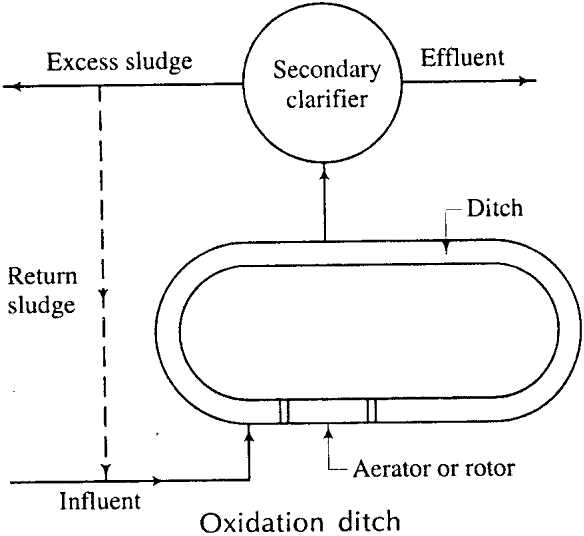 Excess sludge
Secondary
clarifier
Effluent
Ditch
Return
sludge
Aerator or rotor
Influent
Oxidation ditch